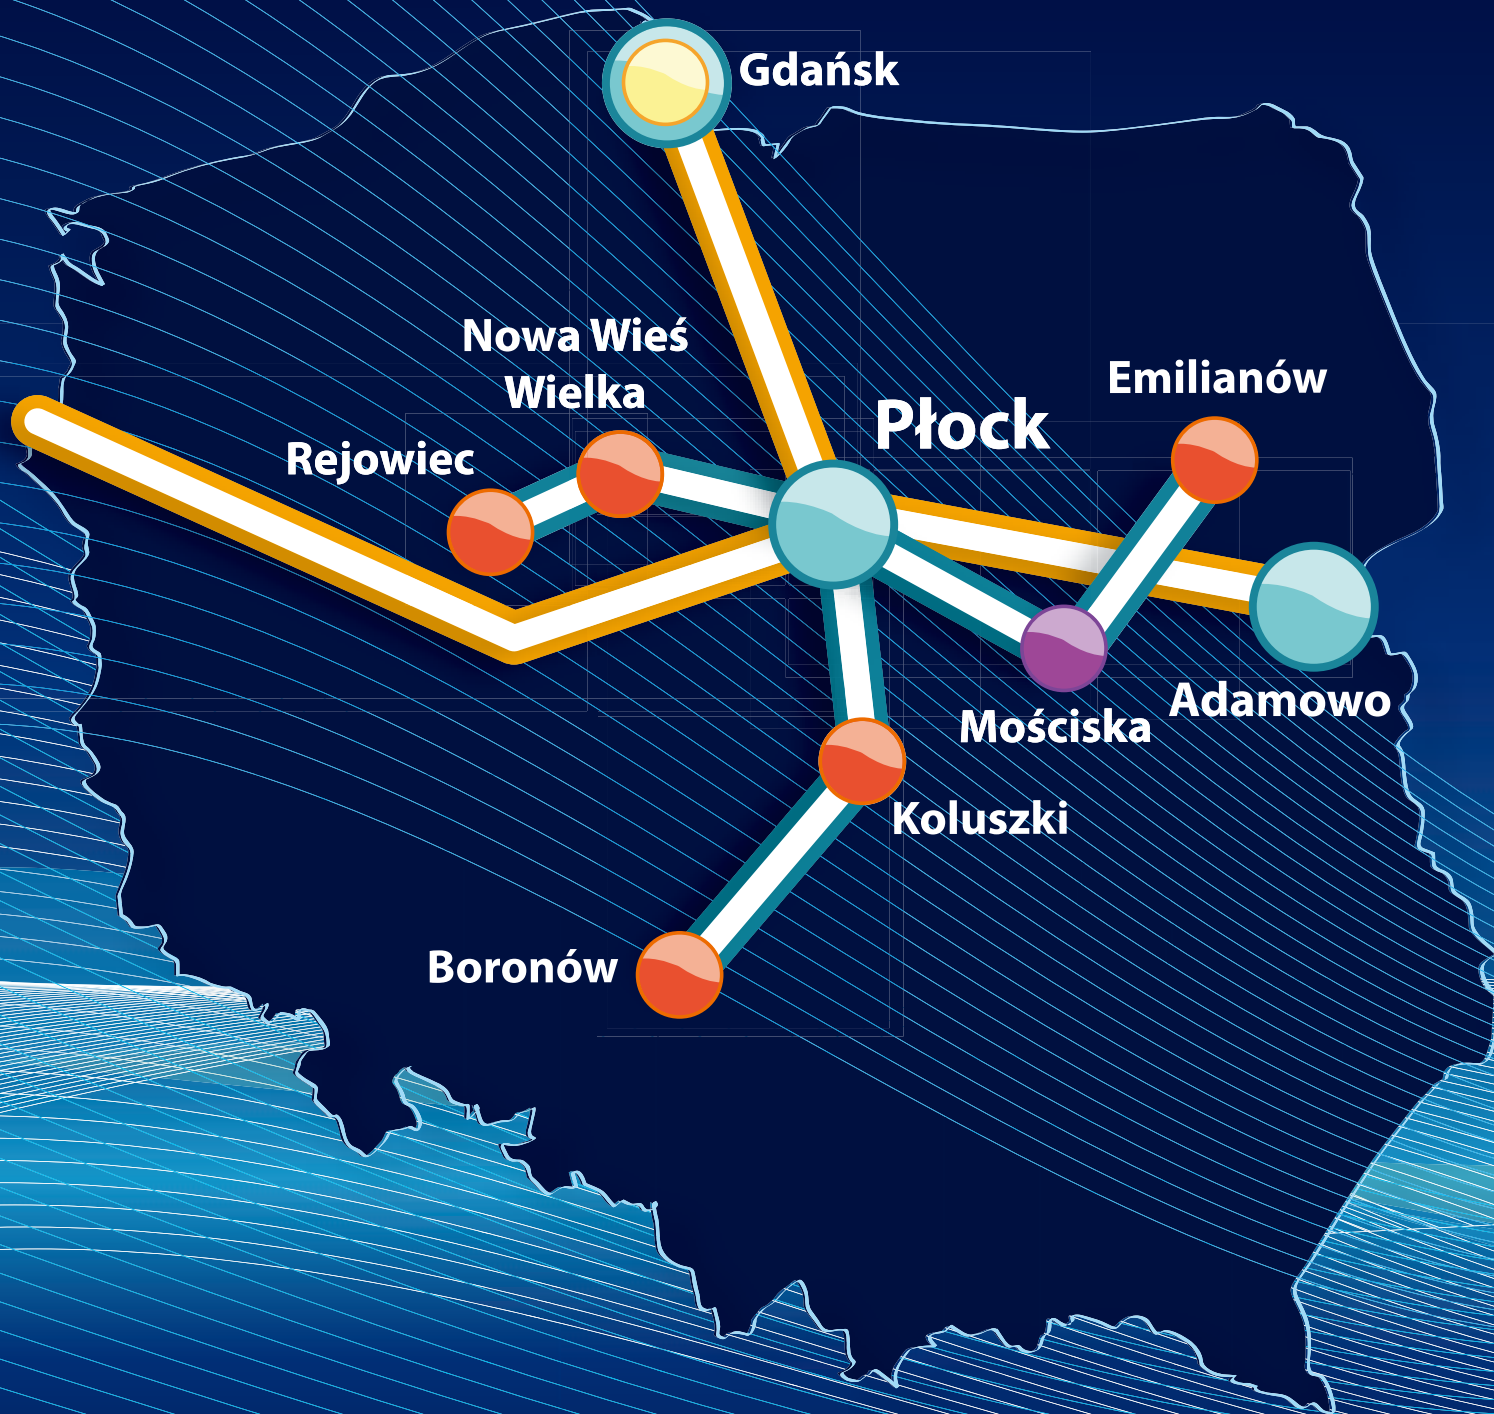 Gdańsk
Nowa Wieś
Wielka
Emilianów
Płock
Rejowiec
Adamowo
Mościska
Koluszki
Boronów